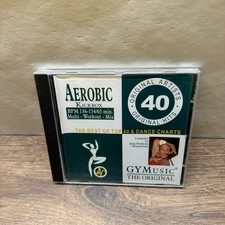 AEROBIC
KICKBOX
BPM 136-154/65 min.
Multi - Workout - Mix
ORIGINAL ARTISTS
40
ORIGINAL HITS
THE BEST OF TOP 40 & DANCE CHARTS
GYMUSIC
THE ORIGINAL